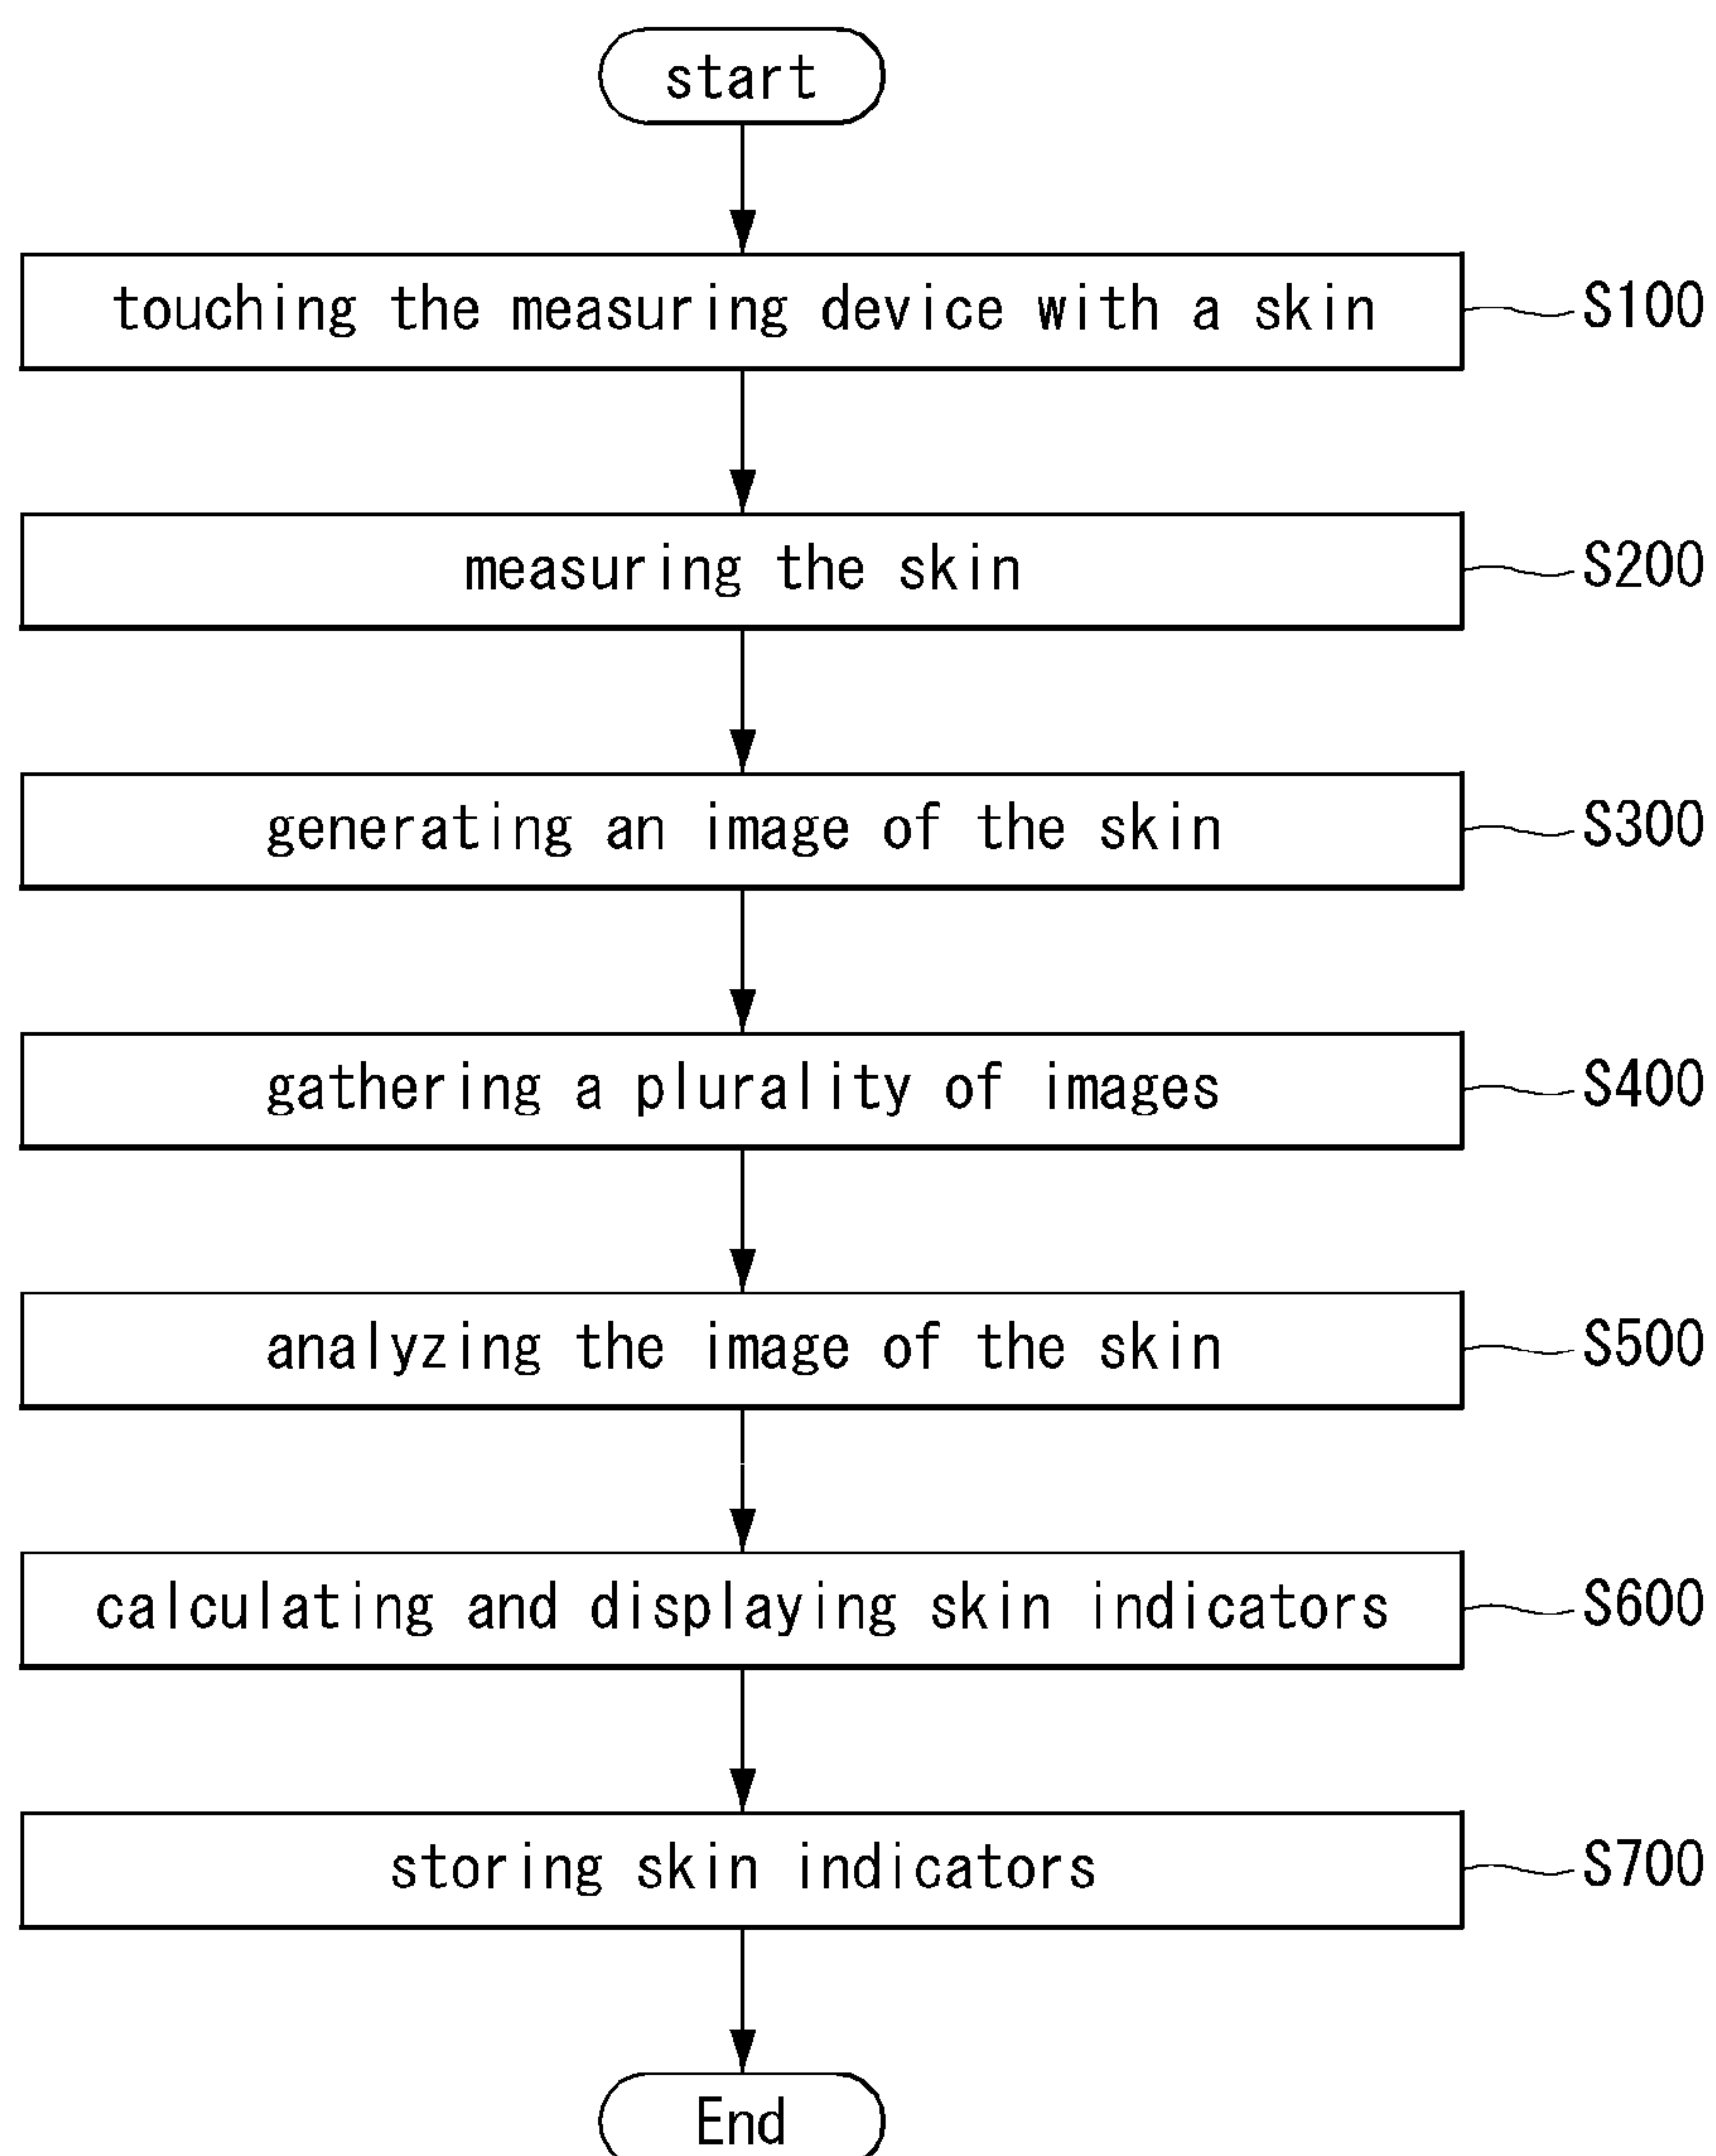 start
touching the measuring device with a skin S100
measuring the skin S200
generating an image of the skin S300
gathering a plurality of images S400
analyzing the image of the skin S500
calculating and displaying skin indicators S600
storing skin indicators S700
End